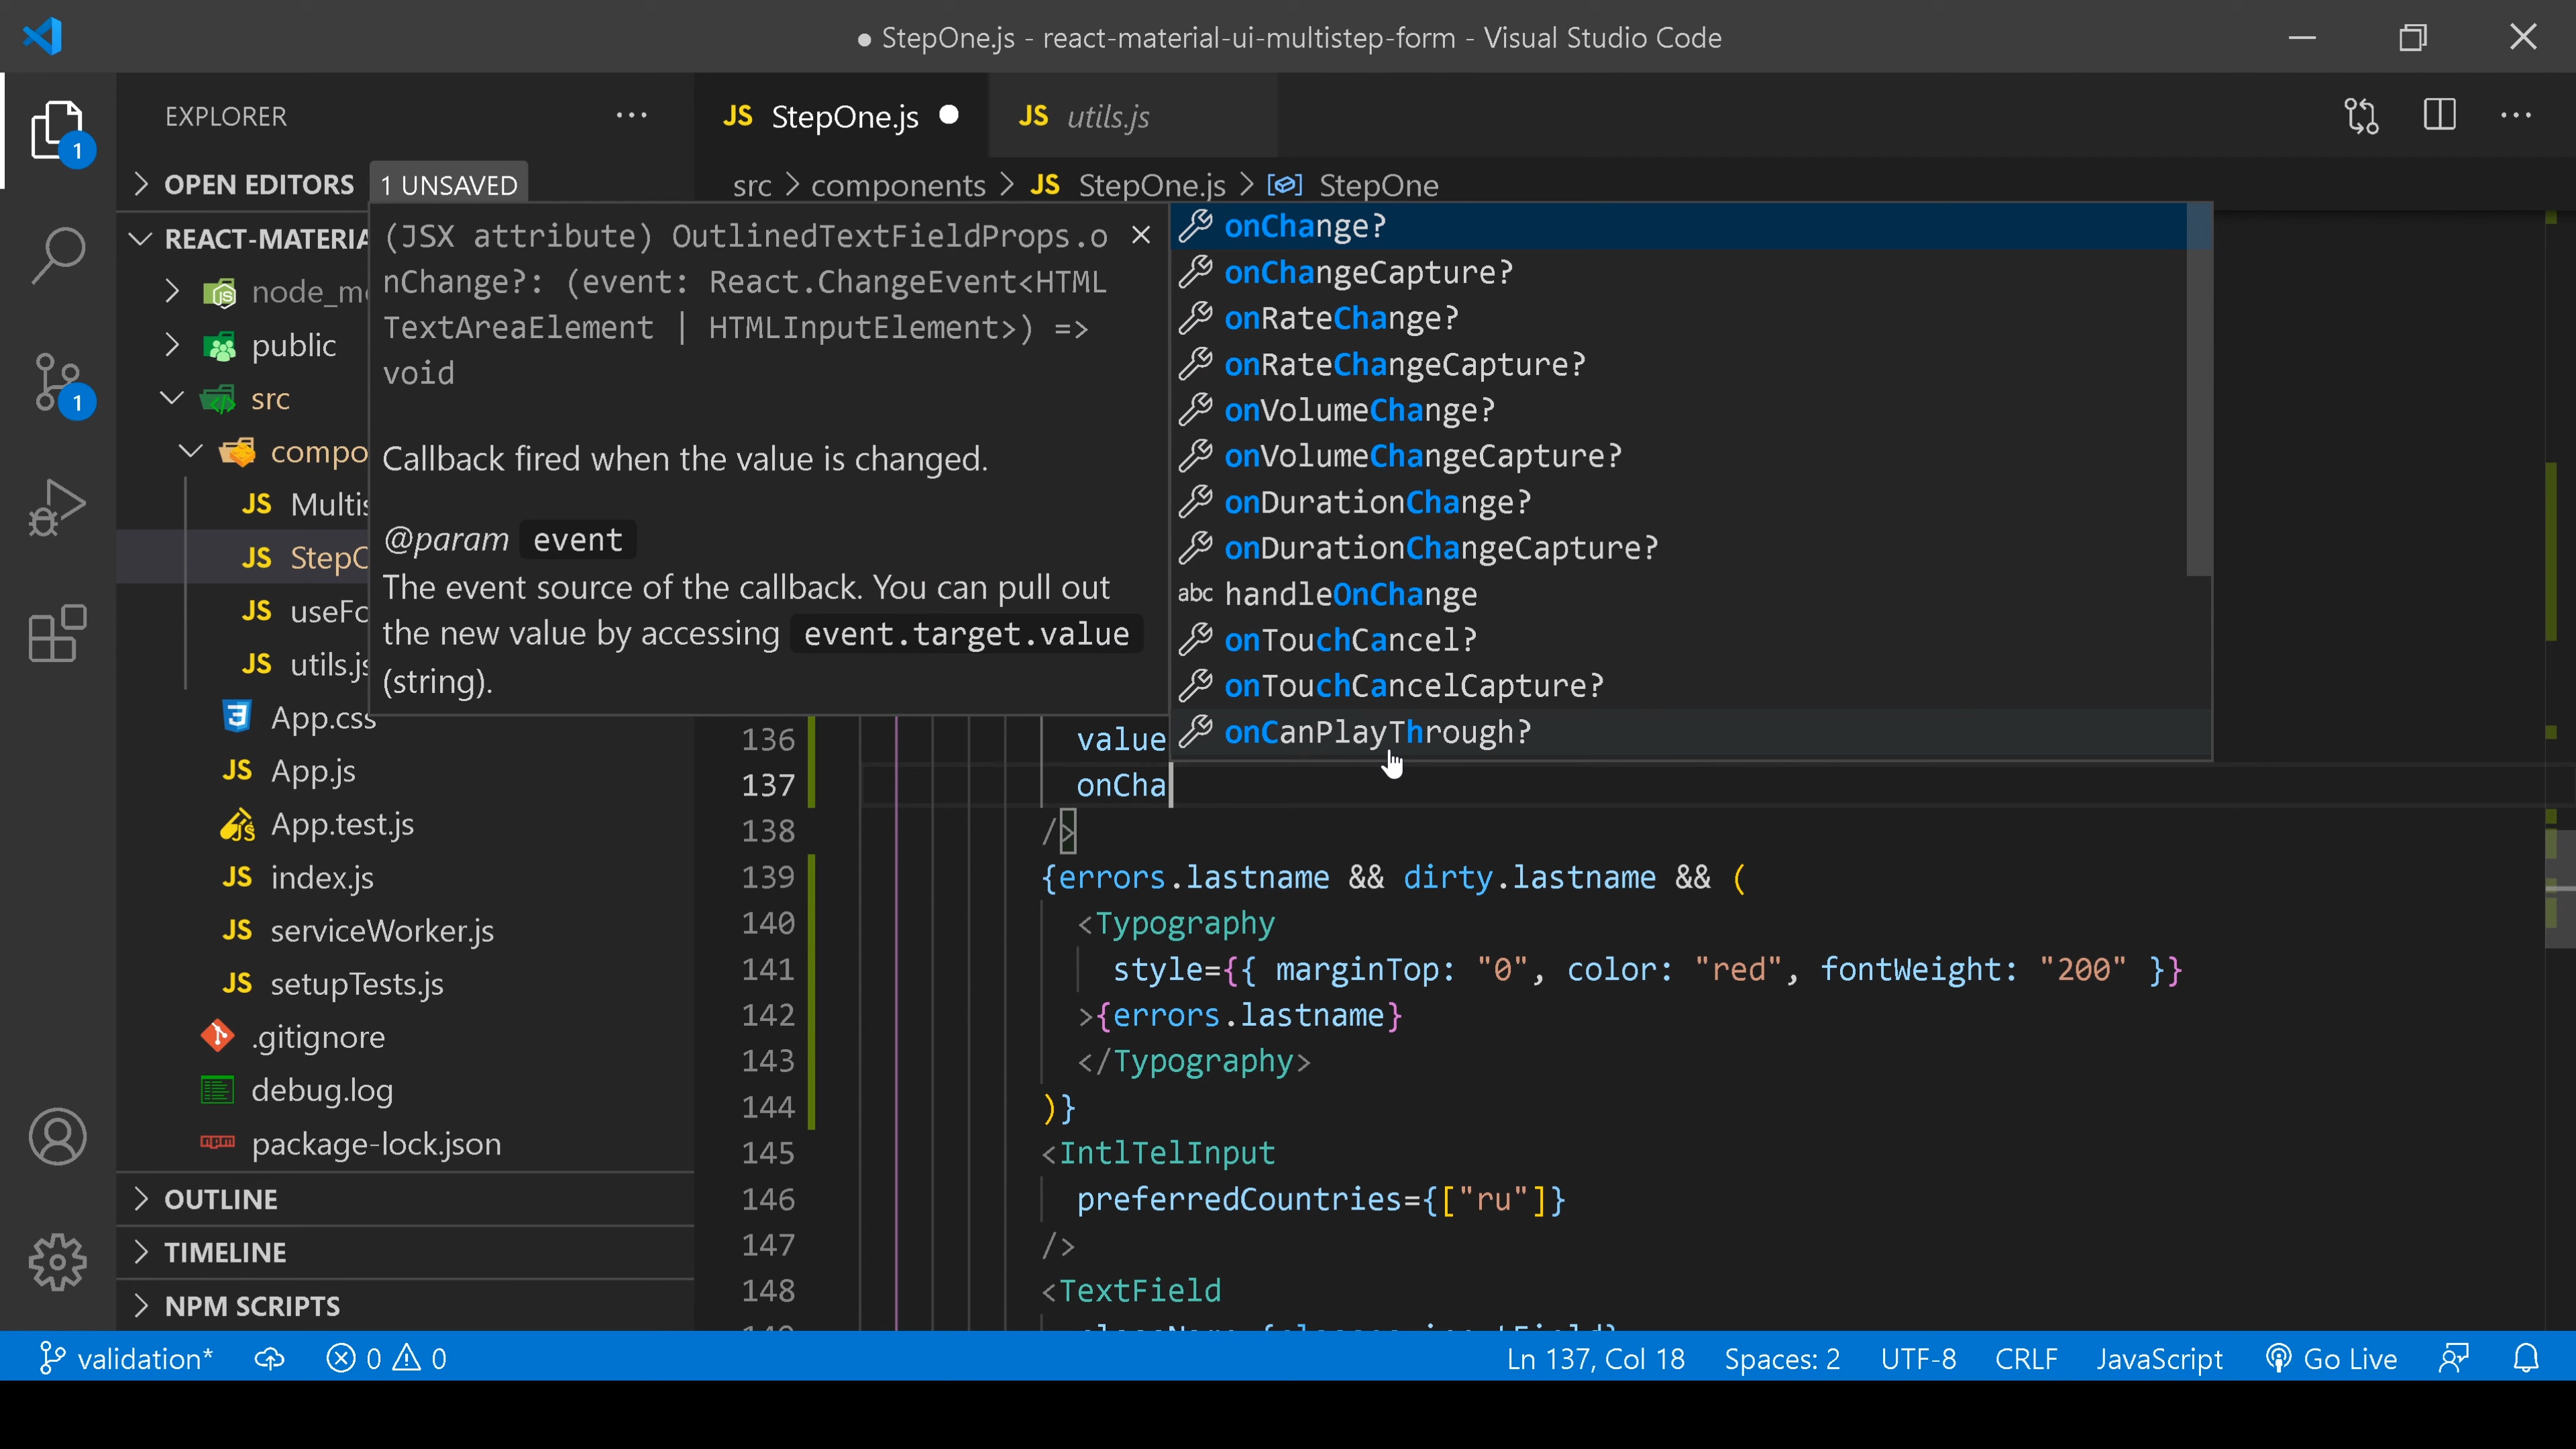 ● StepOne.js - react-material-ui-multistep-form - Visual Studio Code
EXPLORER
JS StepOne.js
JS utils.js
OPEN EDITORS 1 UNSAVED
src > components > JS StepOne.js > StepOne
REACT-MATERIA
node_m
public
src
compo
JS Multis
JS StepO
JS useFo
JS utils.js
App.css
JS App.js
App.test.js
JS index.js
JS serviceWorker.js
JS setupTests.js
.gitignore
debug.log
package-lock.json
OUTLINE
TIMELINE
NPM SCRIPTS
1
1
(JSX attribute) OutlinedTextFieldProps.o
nChange?: (event: React.ChangeEvent<HTML
TextAreaElement | HTMLInputElement>) =>
void
Callback fired when the value is changed.
@param event
The event source of the callback. You can pull out
the new value by accessing event.target.value
(string).
onChange?
onChangeCapture?
onRateChange?
onRateChangeCapture?
onVolumeChange?
onVolumeChangeCapture?
onDurationChange?
onDurationChangeCapture?
abc handleOnChange
onTouchCancel?
onTouchCancelCapture?
onCanPlayThrough?
136 value
137 onCha
138 />
139 {errors.lastname && dirty.lastname && (
140 <Typography
141 style={{ marginTop: "0", color: "red", fontWeight: "200" }}
142 >{errors.lastname}
143 </Typography>
144 )}
145 <IntlTelInput
146 preferredCountries={["ru"]}
147 />
148 <TextField
validation* 0 0 Ln 137, Col 18 Spaces: 2 UTF-8 CRLF JavaScript Go Live